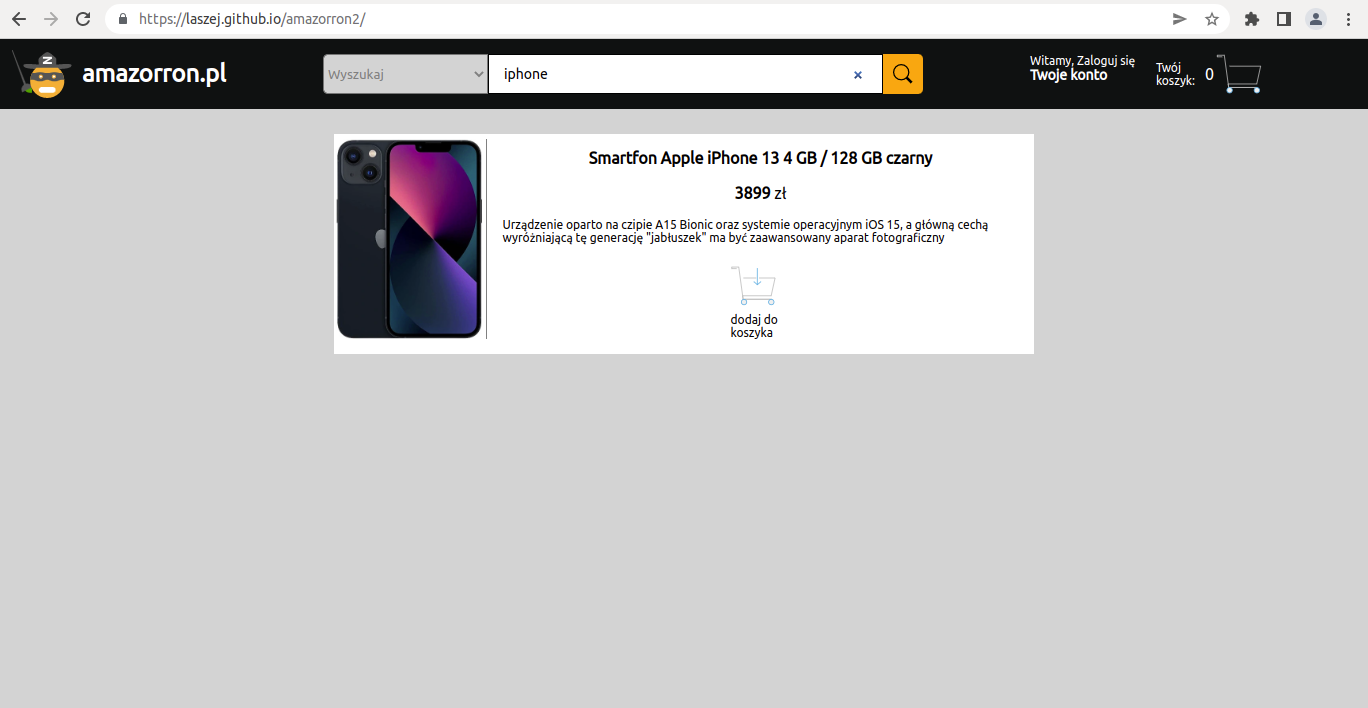 https://laszej.github.io/amazorron2/
Z
amazorron.pl
Wyszukaj
iphone
×
Witamy, Zaloguj się
Twoje konto
Twój
koszyk:
0
Smartfon Apple iPhone 13 4 GB / 128 GB czarny
3899 zł
Urządzenie oparto na czipie A15 Bionic oraz systemie operacyjnym iOS 15, a główną cechą
wyróżniającą tę generację "jabłuszek" ma być zaawansowany aparat fotograficzny
dodaj do
koszyka